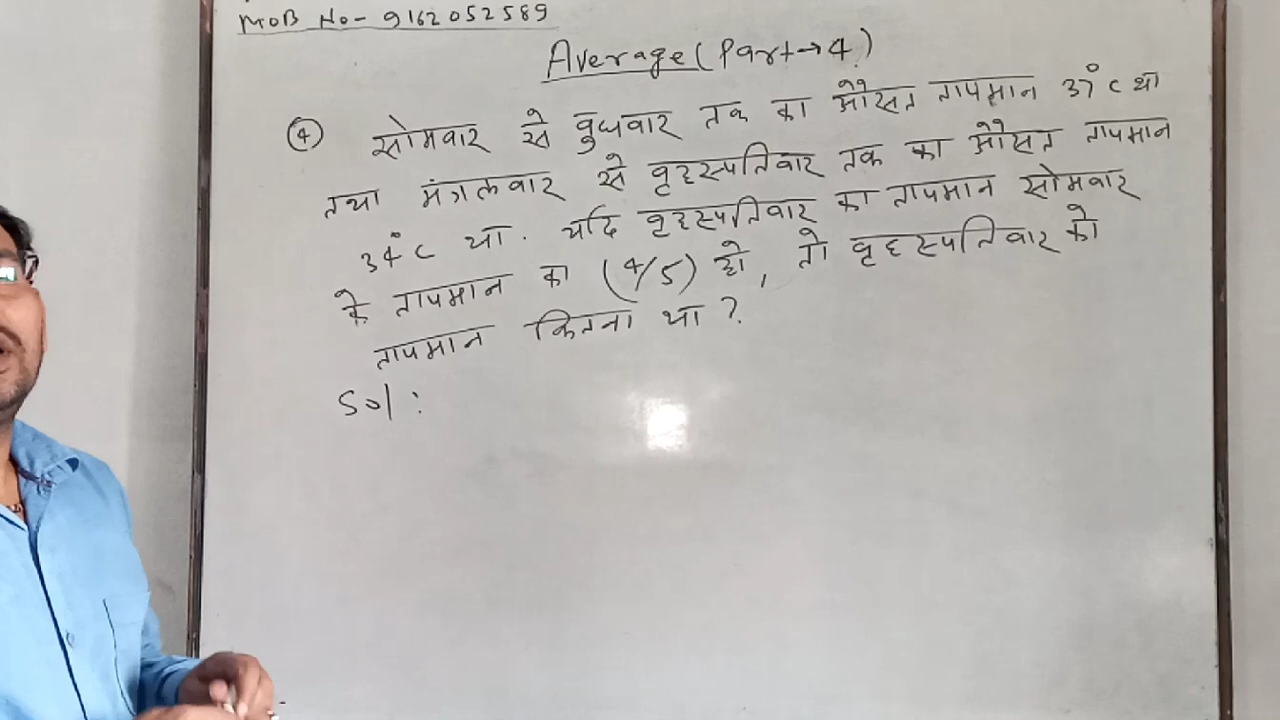 MOB No- 9162052589
Average (Part→4)
④ सोमवार से बुधवार तक का औसत तापमान 37°C था
तथा मंगलवार से वृहस्पतिवार तक का औसत तापमान
34°C था. यदि वृहस्पतिवार का तापमान सोमवार
के तापमान का (4/5) हो, तो वृहस्पतिवार को
तापमान कितना था ?
Sol :